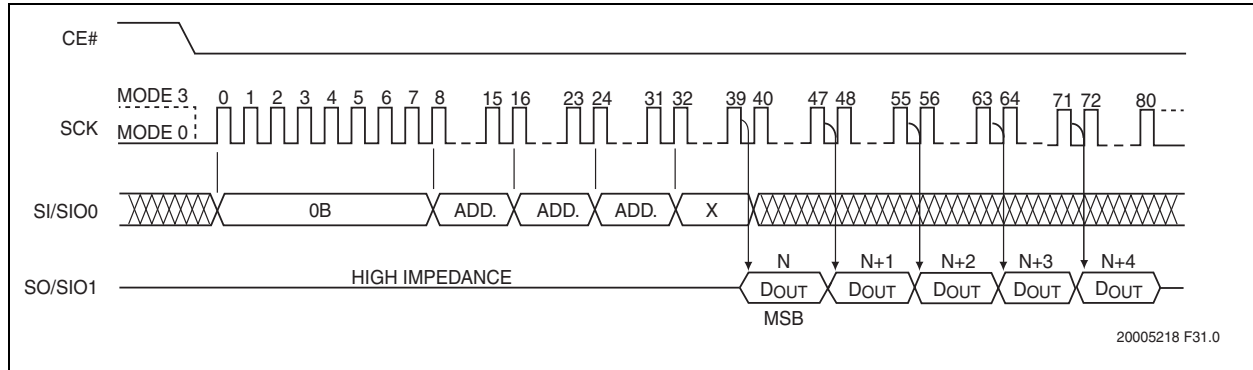 CE#
MODE 3
0 1 2 3 4 5 6 7 8 15 16 23 24 31 32 39 40 47 48 55 56 63 64 71 72 80
SCK
MODE 0
SI/SIO0
0B ADD. ADD. ADD. X
N N+1 N+2 N+3 N+4
SO/SIO1
HIGH IMPEDANCE
DOUT DOUT DOUT DOUT DOUT
MSB
20005218 F31.0